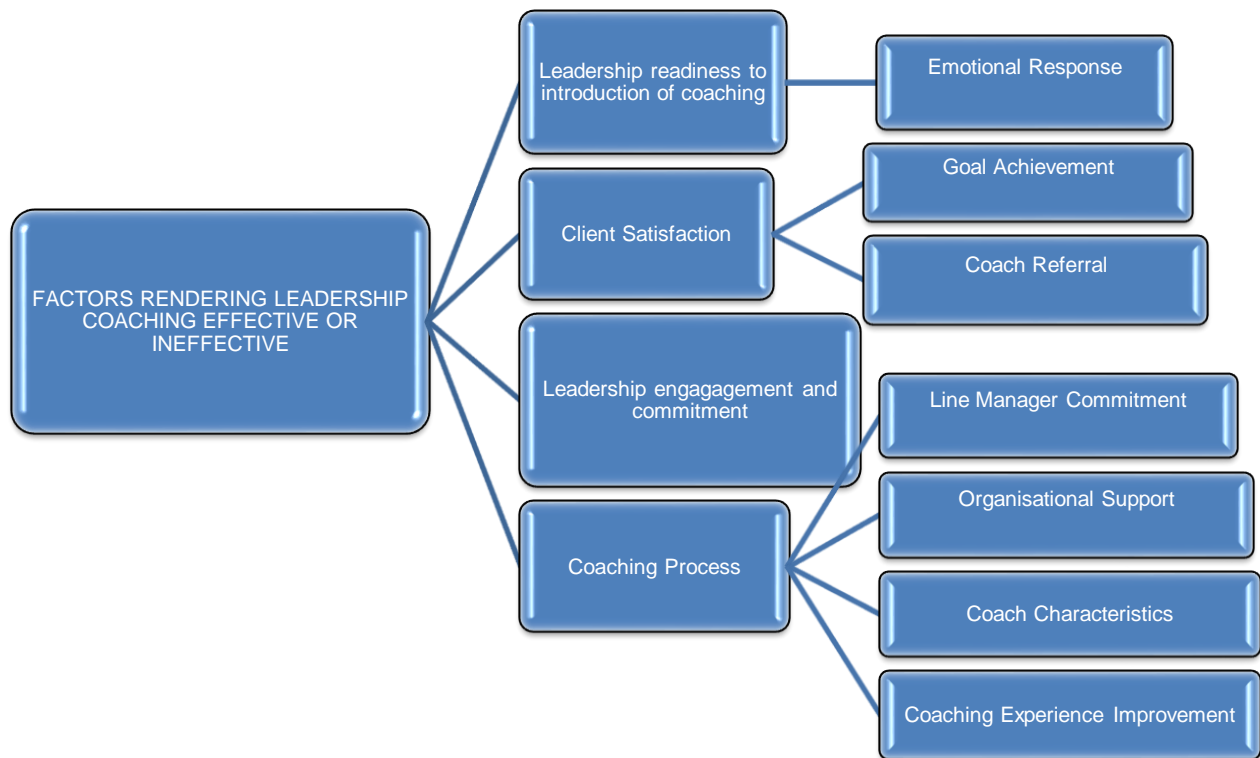 FACTORS RENDERING LEADERSHIP
COACHING EFFECTIVE OR
INEFFECTIVE
Leadership readiness to
introduction of coaching
Emotional Response
Client Satisfaction
Goal Achievement
Coach Referral
Leadership engagagement and
commitment
Coaching Process
Line Manager Commitment
Organisational Support
Coach Characteristics
Coaching Experience Improvement